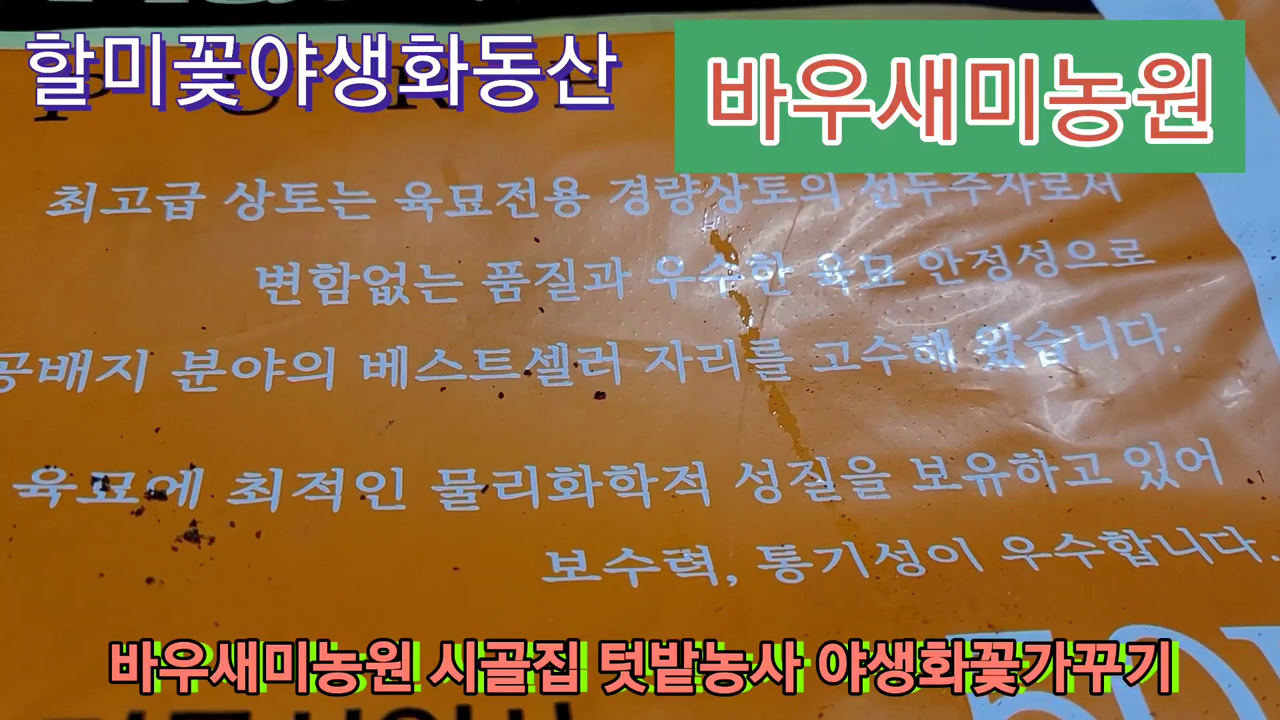 할미꽃야생화동산
바우새미농원
P U R E
최고급 상토는 육묘전용 경량상토의 선두주자로서
변함없는 품질과 우수한 육묘 안정성으로
공배지 분야의 베스트셀러 자리를 고수해 왔습니다.
육묘에 최적인 물리화학적 성질을 보유하고 있어
보수력, 통기성이 우수합니다.
바우새미농원 시골집 텃밭농사 야생화꽃가꾸기